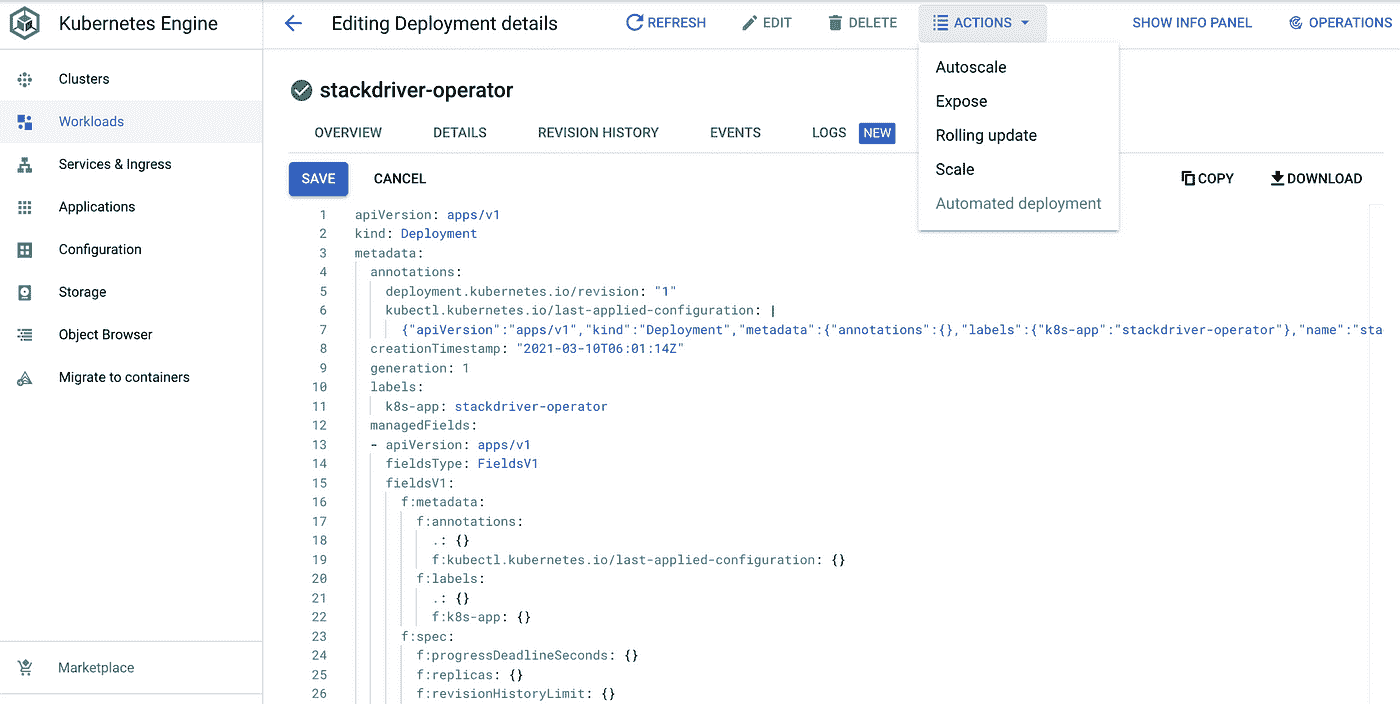 Kubernetes Engine
Editing Deployment details
REFRESH
EDIT
DELETE
ACTIONS
SHOW INFO PANEL
OPERATIONS
Clusters
Workloads
Services & Ingress
Applications
Configuration
Storage
Object Browser
Migrate to containers
Marketplace
Autoscale
Expose
Rolling update
Scale
Automated deployment
stackdriver-operator
OVERVIEW
DETAILS
REVISION HISTORY
EVENTS
LOGS NEW
SAVE
CANCEL
COPY
DOWNLOAD
1 apiVersion: apps/v1
2 kind: Deployment
3 metadata:
4 annotations:
5 deployment.kubernetes.io/revision: "1"
6 kubectl.kubernetes.io/last-applied-configuration: |
7 {"apiVersion":"apps/v1","kind":"Deployment","metadata":{"annotations":{},"labels":{"k8s-app":"stackdriver-operator"},"name":"sta
8 creationTimestamp: "2021-03-10T06:01:14Z"
9 generation: 1
10 labels:
11 k8s-app: stackdriver-operator
12 managedFields:
13 - apiVersion: apps/v1
14 fieldsType: FieldsV1
15 fieldsV1:
16 f:metadata:
17 f:annotations:
18 .: {}
19 f:kubectl.kubernetes.io/last-applied-configuration: {}
20 f:labels:
21 .: {}
22 f:k8s-app: {}
23 f:spec:
24 f:progressDeadlineSeconds: {}
25 f:replicas: {}
26 f:revisionHistoryLimit: {}